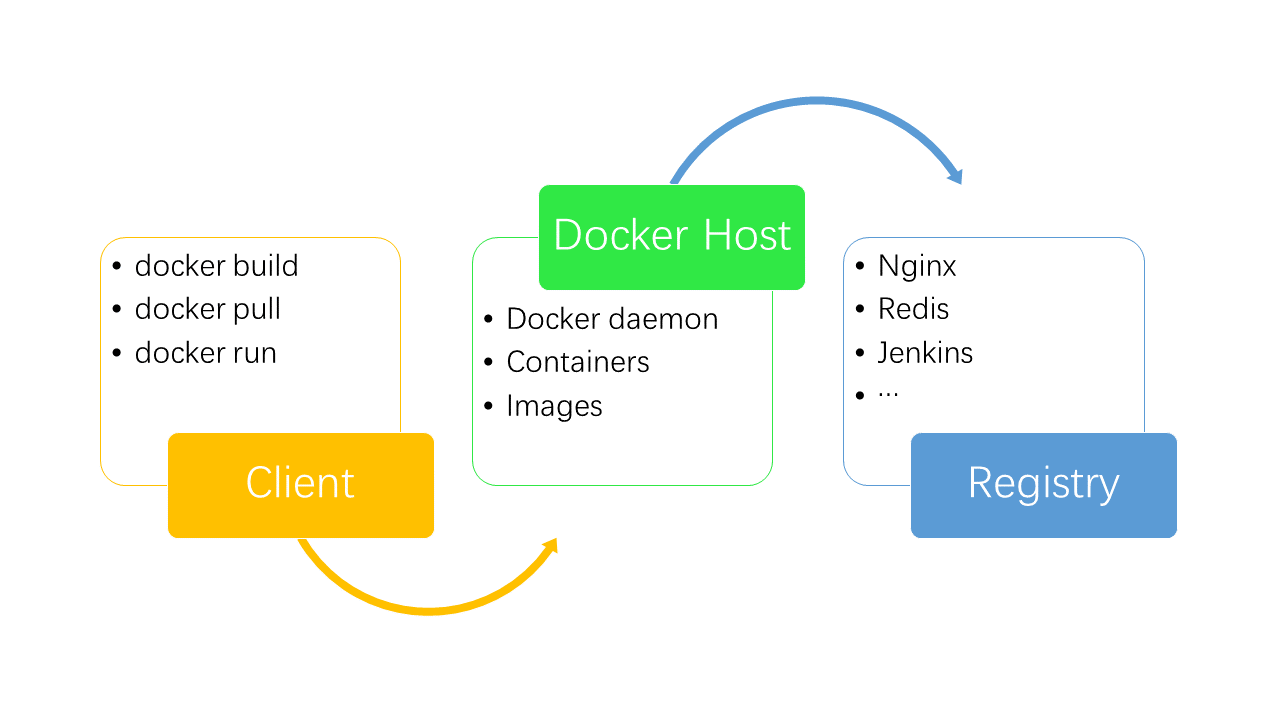 • docker build
• docker pull
• docker run
Client
Docker Host
• Docker daemon
• Containers
• Images
• Nginx
• Redis
• Jenkins
• ...
Registry